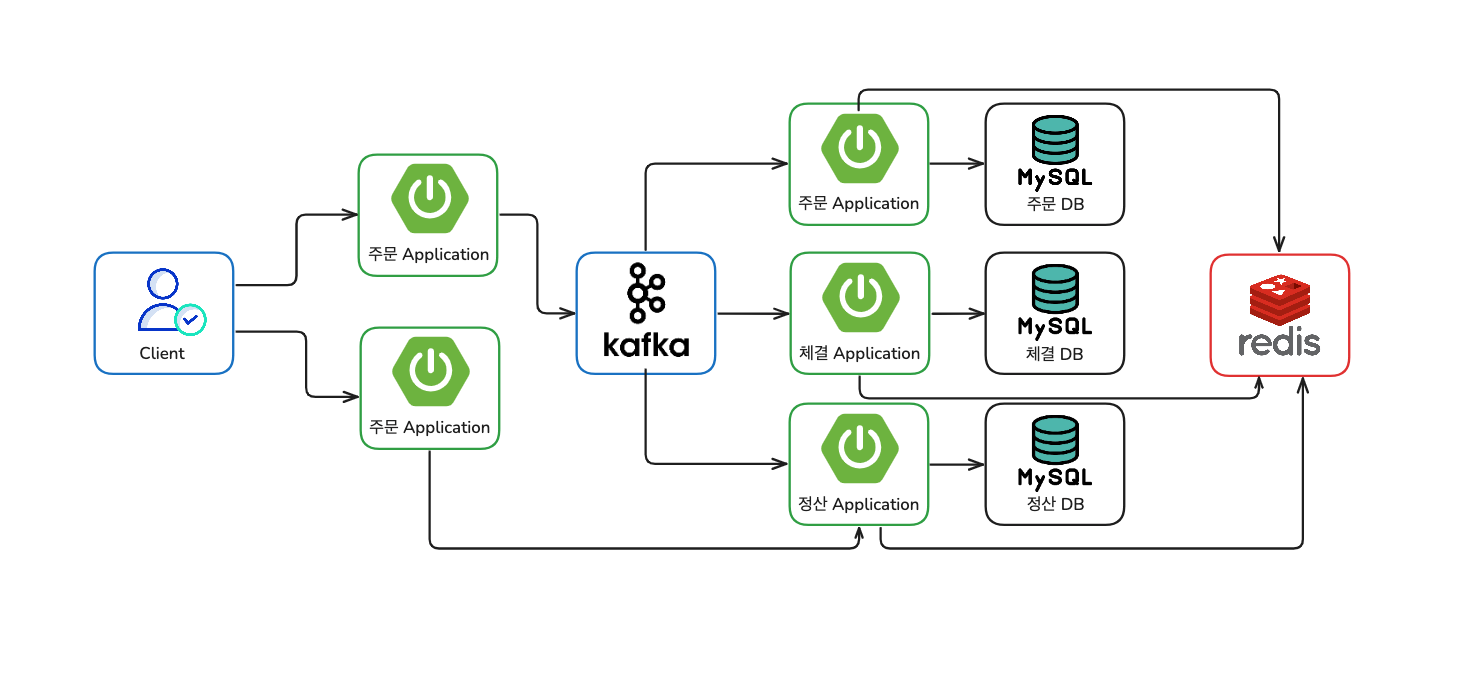 주문 Application
MySQL
주문 DB
주문 Application
Client
kafka
체결 Application
MySQL
체결 DB
redis
주문 Application
정산 Application
MySQL
정산 DB